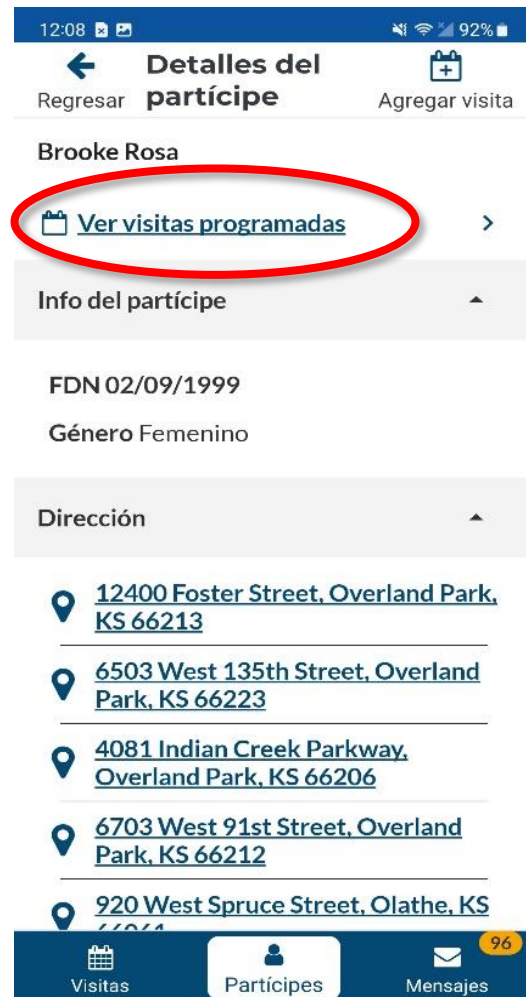 12:08 92%
Detalles del
Regresar partícipe Agregar visita
Brooke Rosa
Ver visitas programadas
Info del partícipe
FDN 02/09/1999
Género Femenino
Dirección
12400 Foster Street, Overland Park,
KS 66213
6503 West 135th Street, Overland
Park, KS 66223
4081 Indian Creek Parkway,
Overland Park, KS 66206
6703 West 91st Street, Overland
Park, KS 66212
920 West Spruce Street, Olathe, KS
96
Visitas Partícipes Mensajes